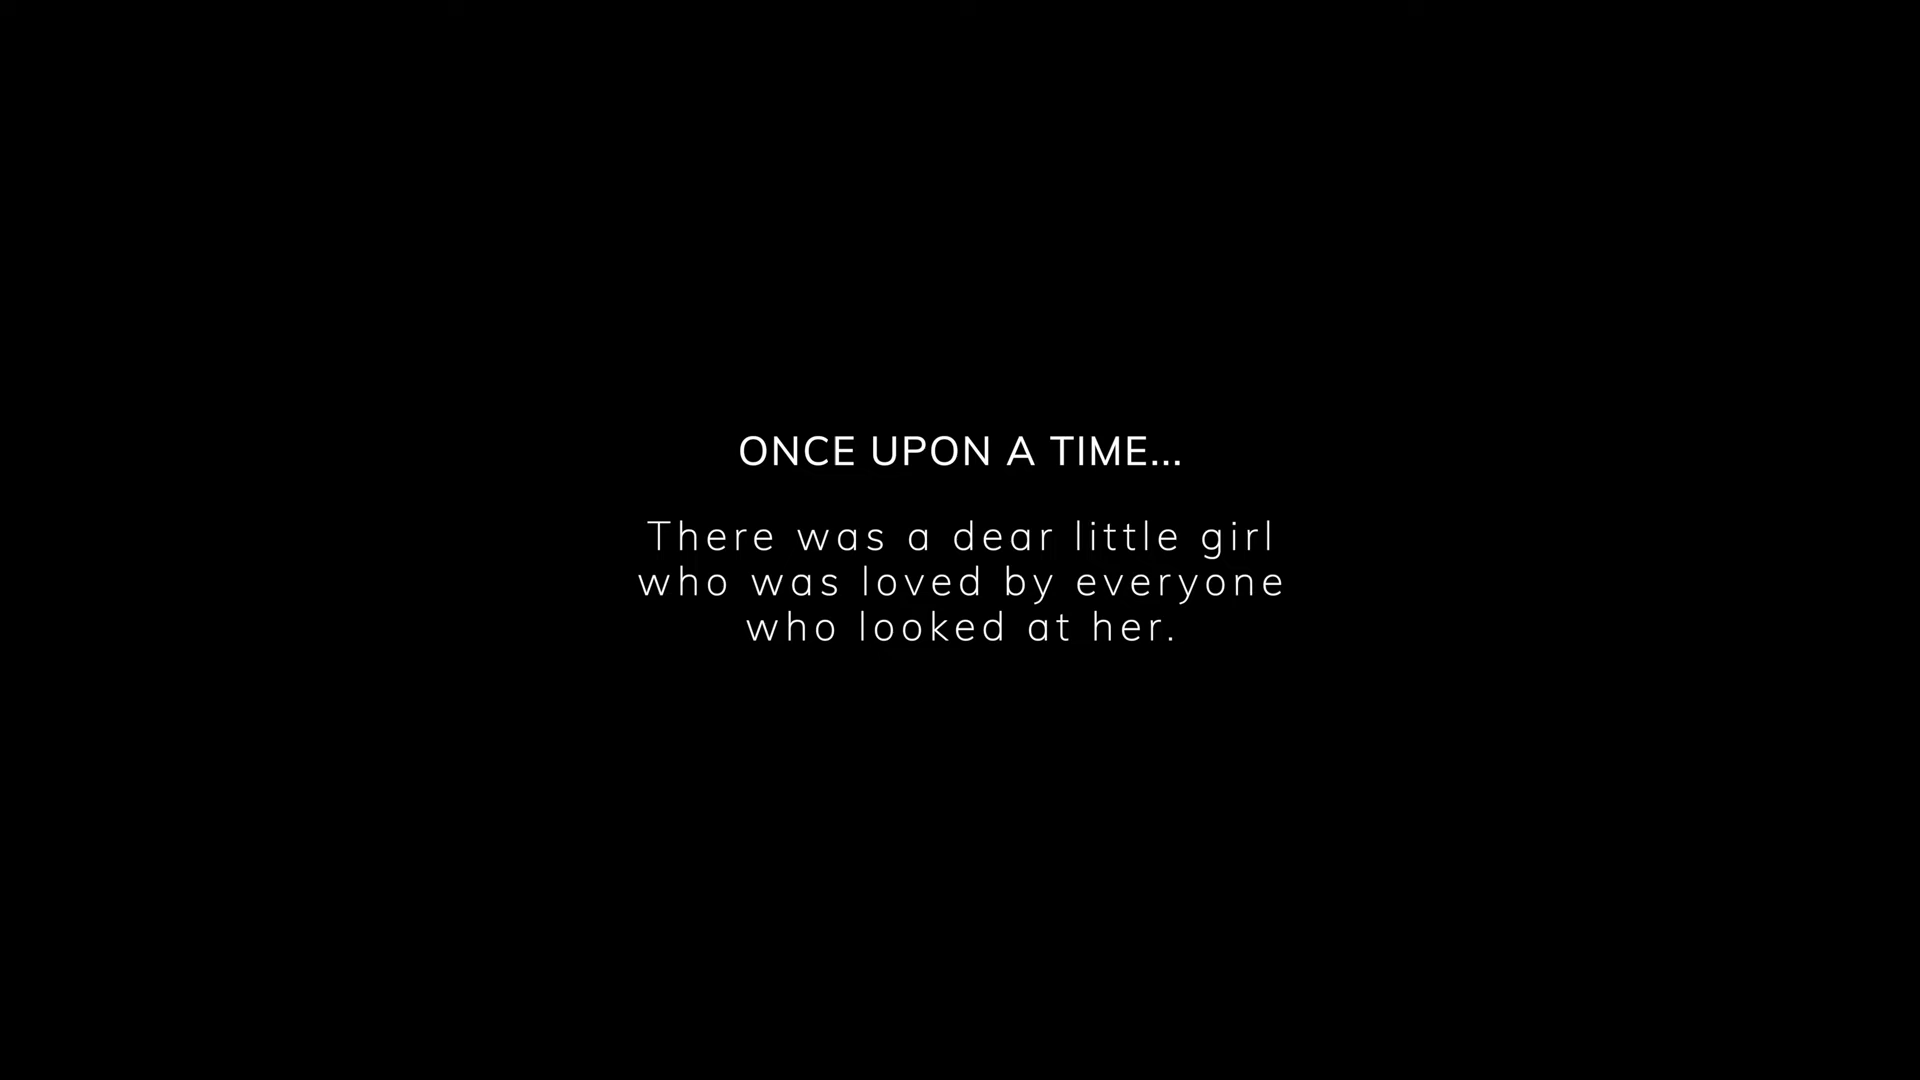 ONCE UPON A TIME...
There was a dear little girl
who was loved by everyone
who looked at her.